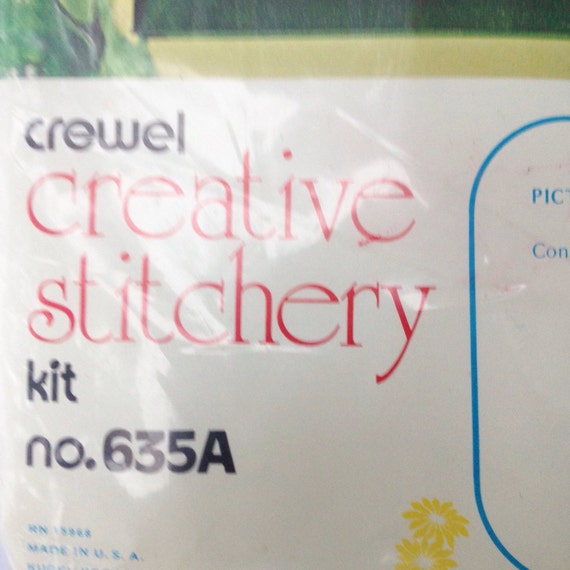 crewel
creative
stitchery
kit
no. 635A
PICT
Con
MADE IN U. S. A.